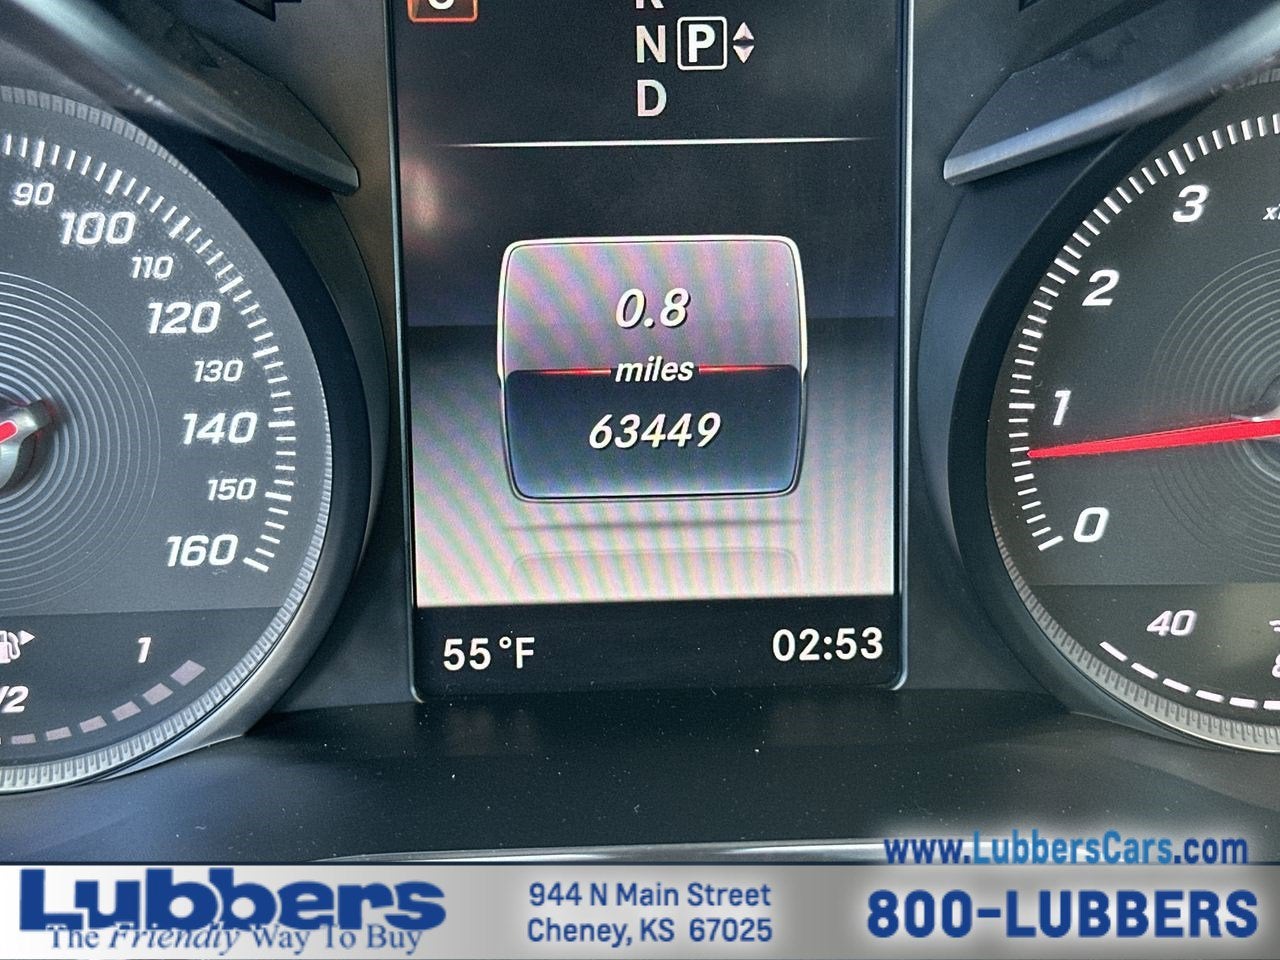 N P
D
90
100
110
120
130
140
150
160
1
/2
0.8
miles
63449
55 °F
02:53
3
2
1
0
40
www.LubbersCars.com
Lubbers
The Friendly Way To Buy
944 N Main Street
Cheney, KS 67025
800-LUBBERS